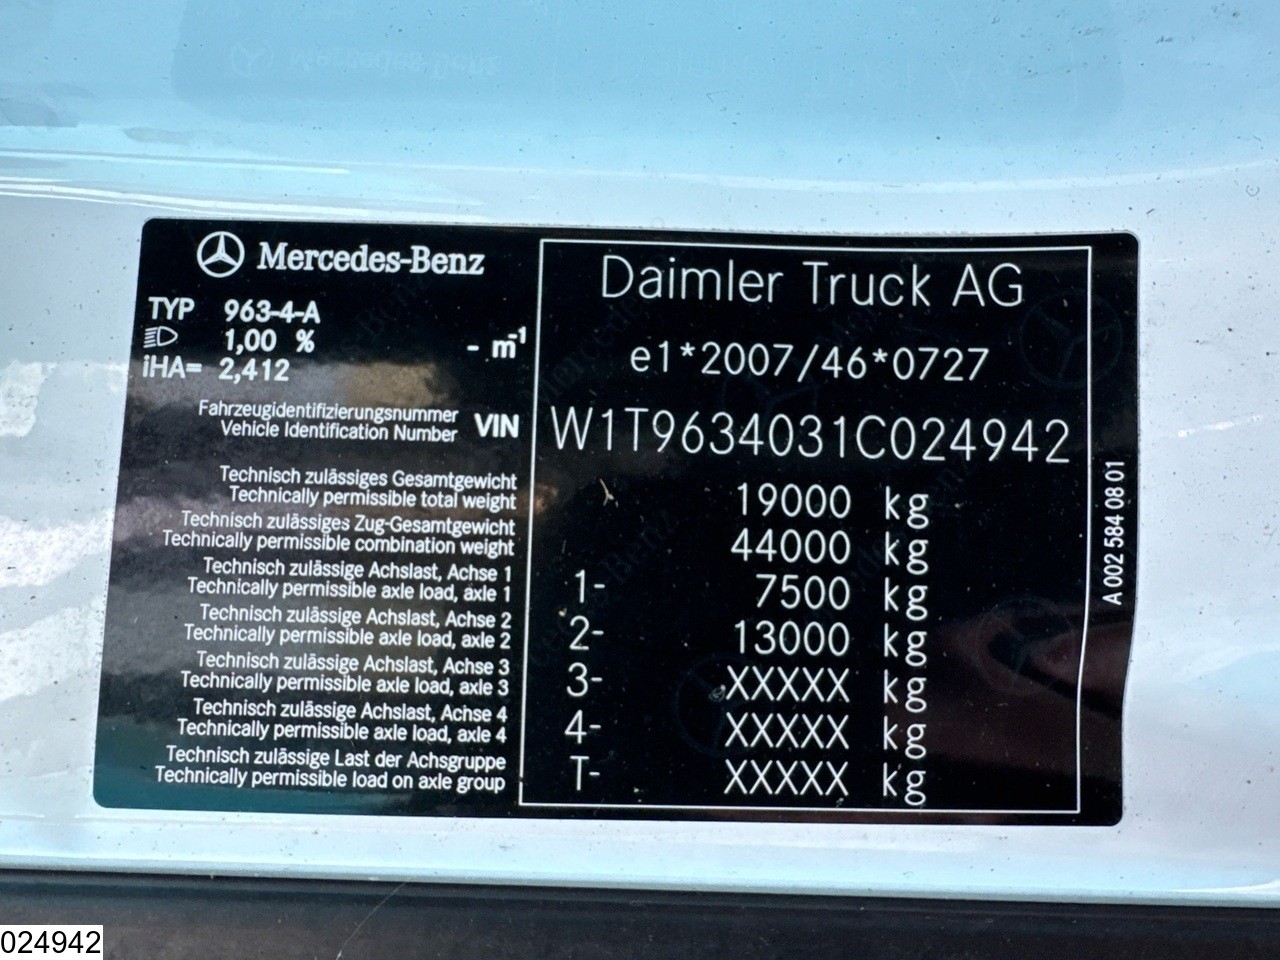 Mercedes-Benz
TYP 963-4-A
1,00 % - m-1
iHA= 2,412
Fahrzeugidentifizierungsnummer
Vehicle Identification Number VIN
Technisch zulässiges Gesamtgewicht
Technically permissible total weight
Technisch zulässiges Zug-Gesamtgewicht
Technically permissible combination weight
Technisch zulässige Achslast, Achse 1
Technically permissible axle load, axle 1
Technisch zulässige Achslast, Achse 2
Technically permissible axle load, axle 2
Technisch zulässige Achslast, Achse 3
Technically permissible axle load, axle 3
Technisch zulässige Achslast, Achse 4
Technically permissible axle load, axle 4
Technisch zulässige Last der Achsgruppe
Technically permissible load on axle group
Daimler Truck AG
e1*2007/46*0727
W1T9634031C024942
19000 kg
44000 kg
1- 7500 kg
2- 13000 kg
3- XXXXX kg
4- XXXXX kg
T- XXXXX kg
A 002 584 08 01
024942